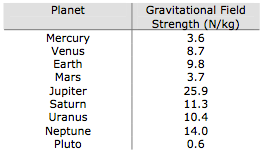 Planet Gravitational Field
Strength (N/kg)
Mercury 3.6
Venus 8.7
Earth 9.8
Mars 3.7
Jupiter 25.9
Saturn 11.3
Uranus 10.4
Neptune 14.0
Pluto 0.6